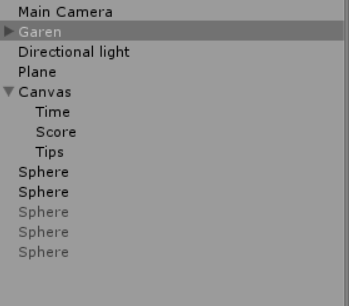 Main Camera
Garen
Directional light
Plane
Canvas
Time
Score
Tips
Sphere
Sphere
Sphere
Sphere
Sphere